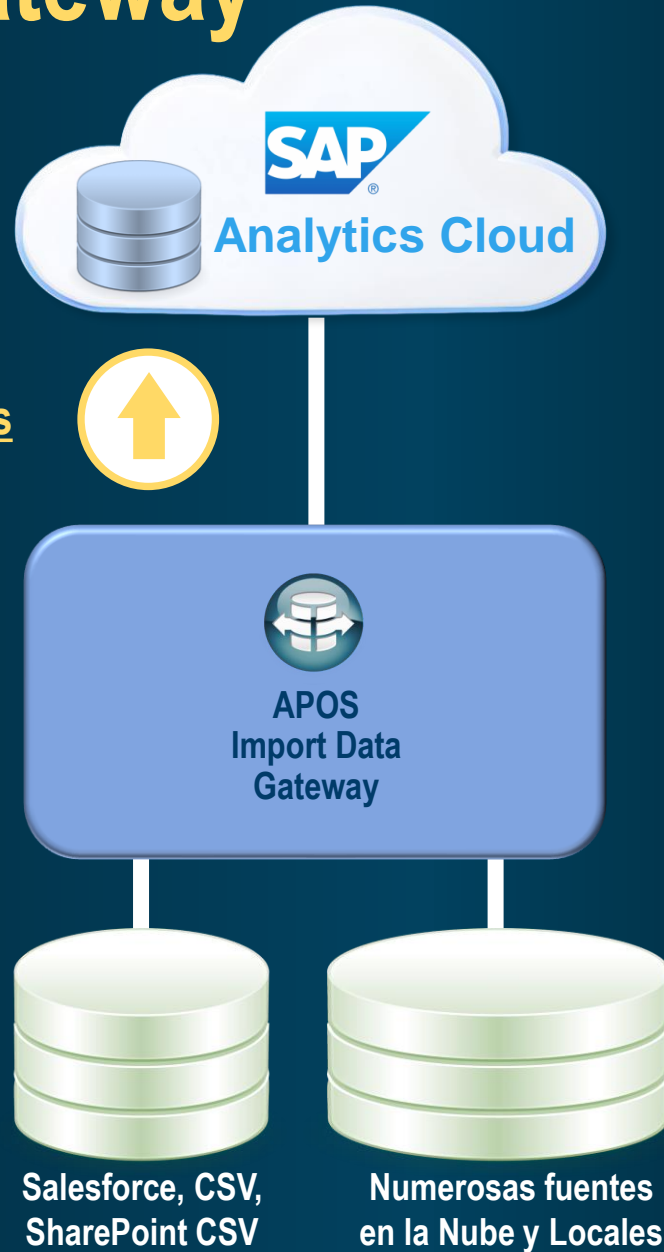 SAP
®
Analytics Cloud
APOS
Import Data
Gateway
Salesforce, CSV,
SharePoint CSV
Numerosas fuentes
en la Nube y Locales